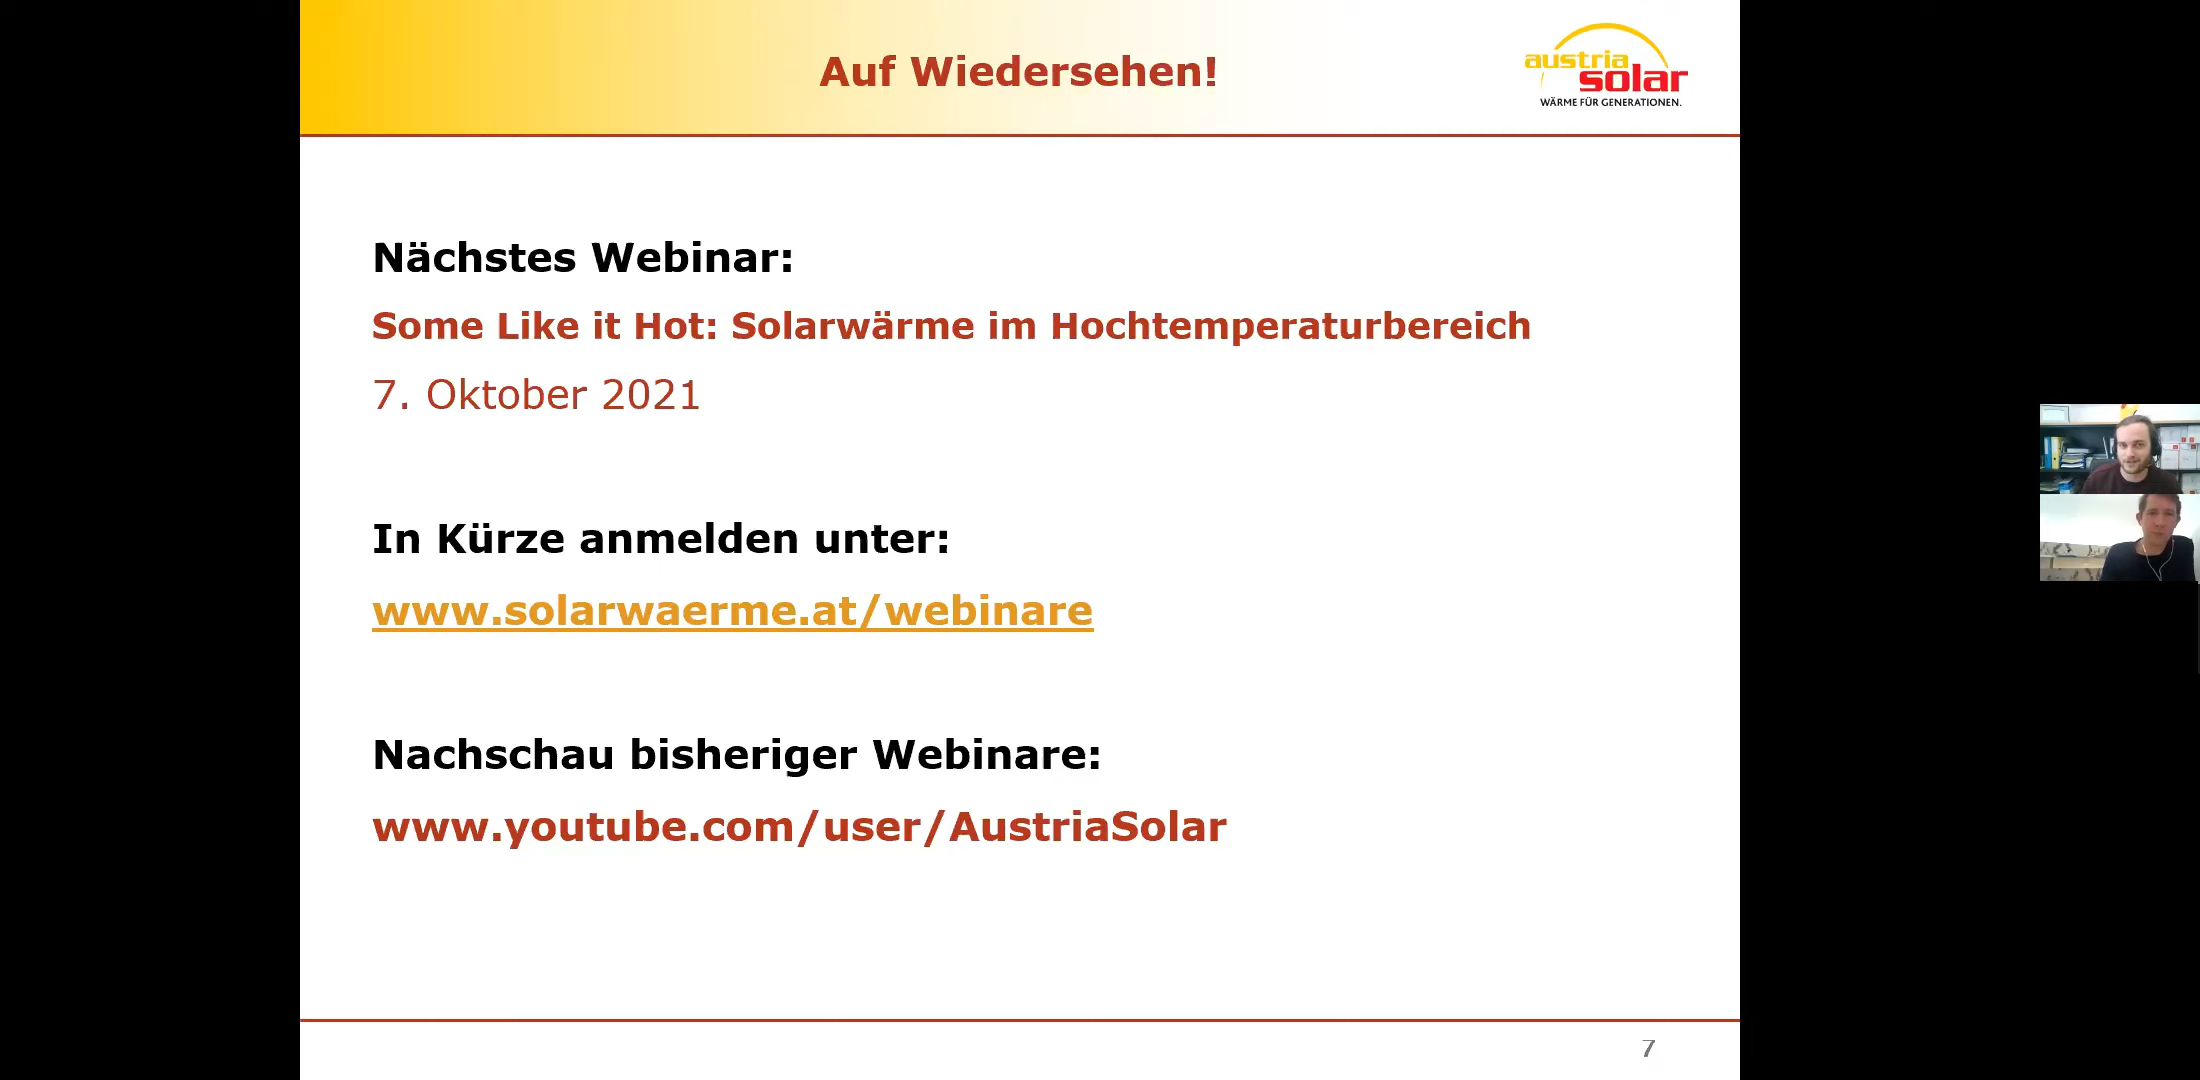 Auf Wiedersehen!
austria
solar
WÄRME FÜR GENERATIONEN.
Nächstes Webinar:
Some Like it Hot: Solarwärme im Hochtemperaturbereich
7. Oktober 2021
In Kürze anmelden unter:
www.solarwaerme.at/webinare
Nachschau bisheriger Webinare:
www.youtube.com/user/AustriaSolar
7